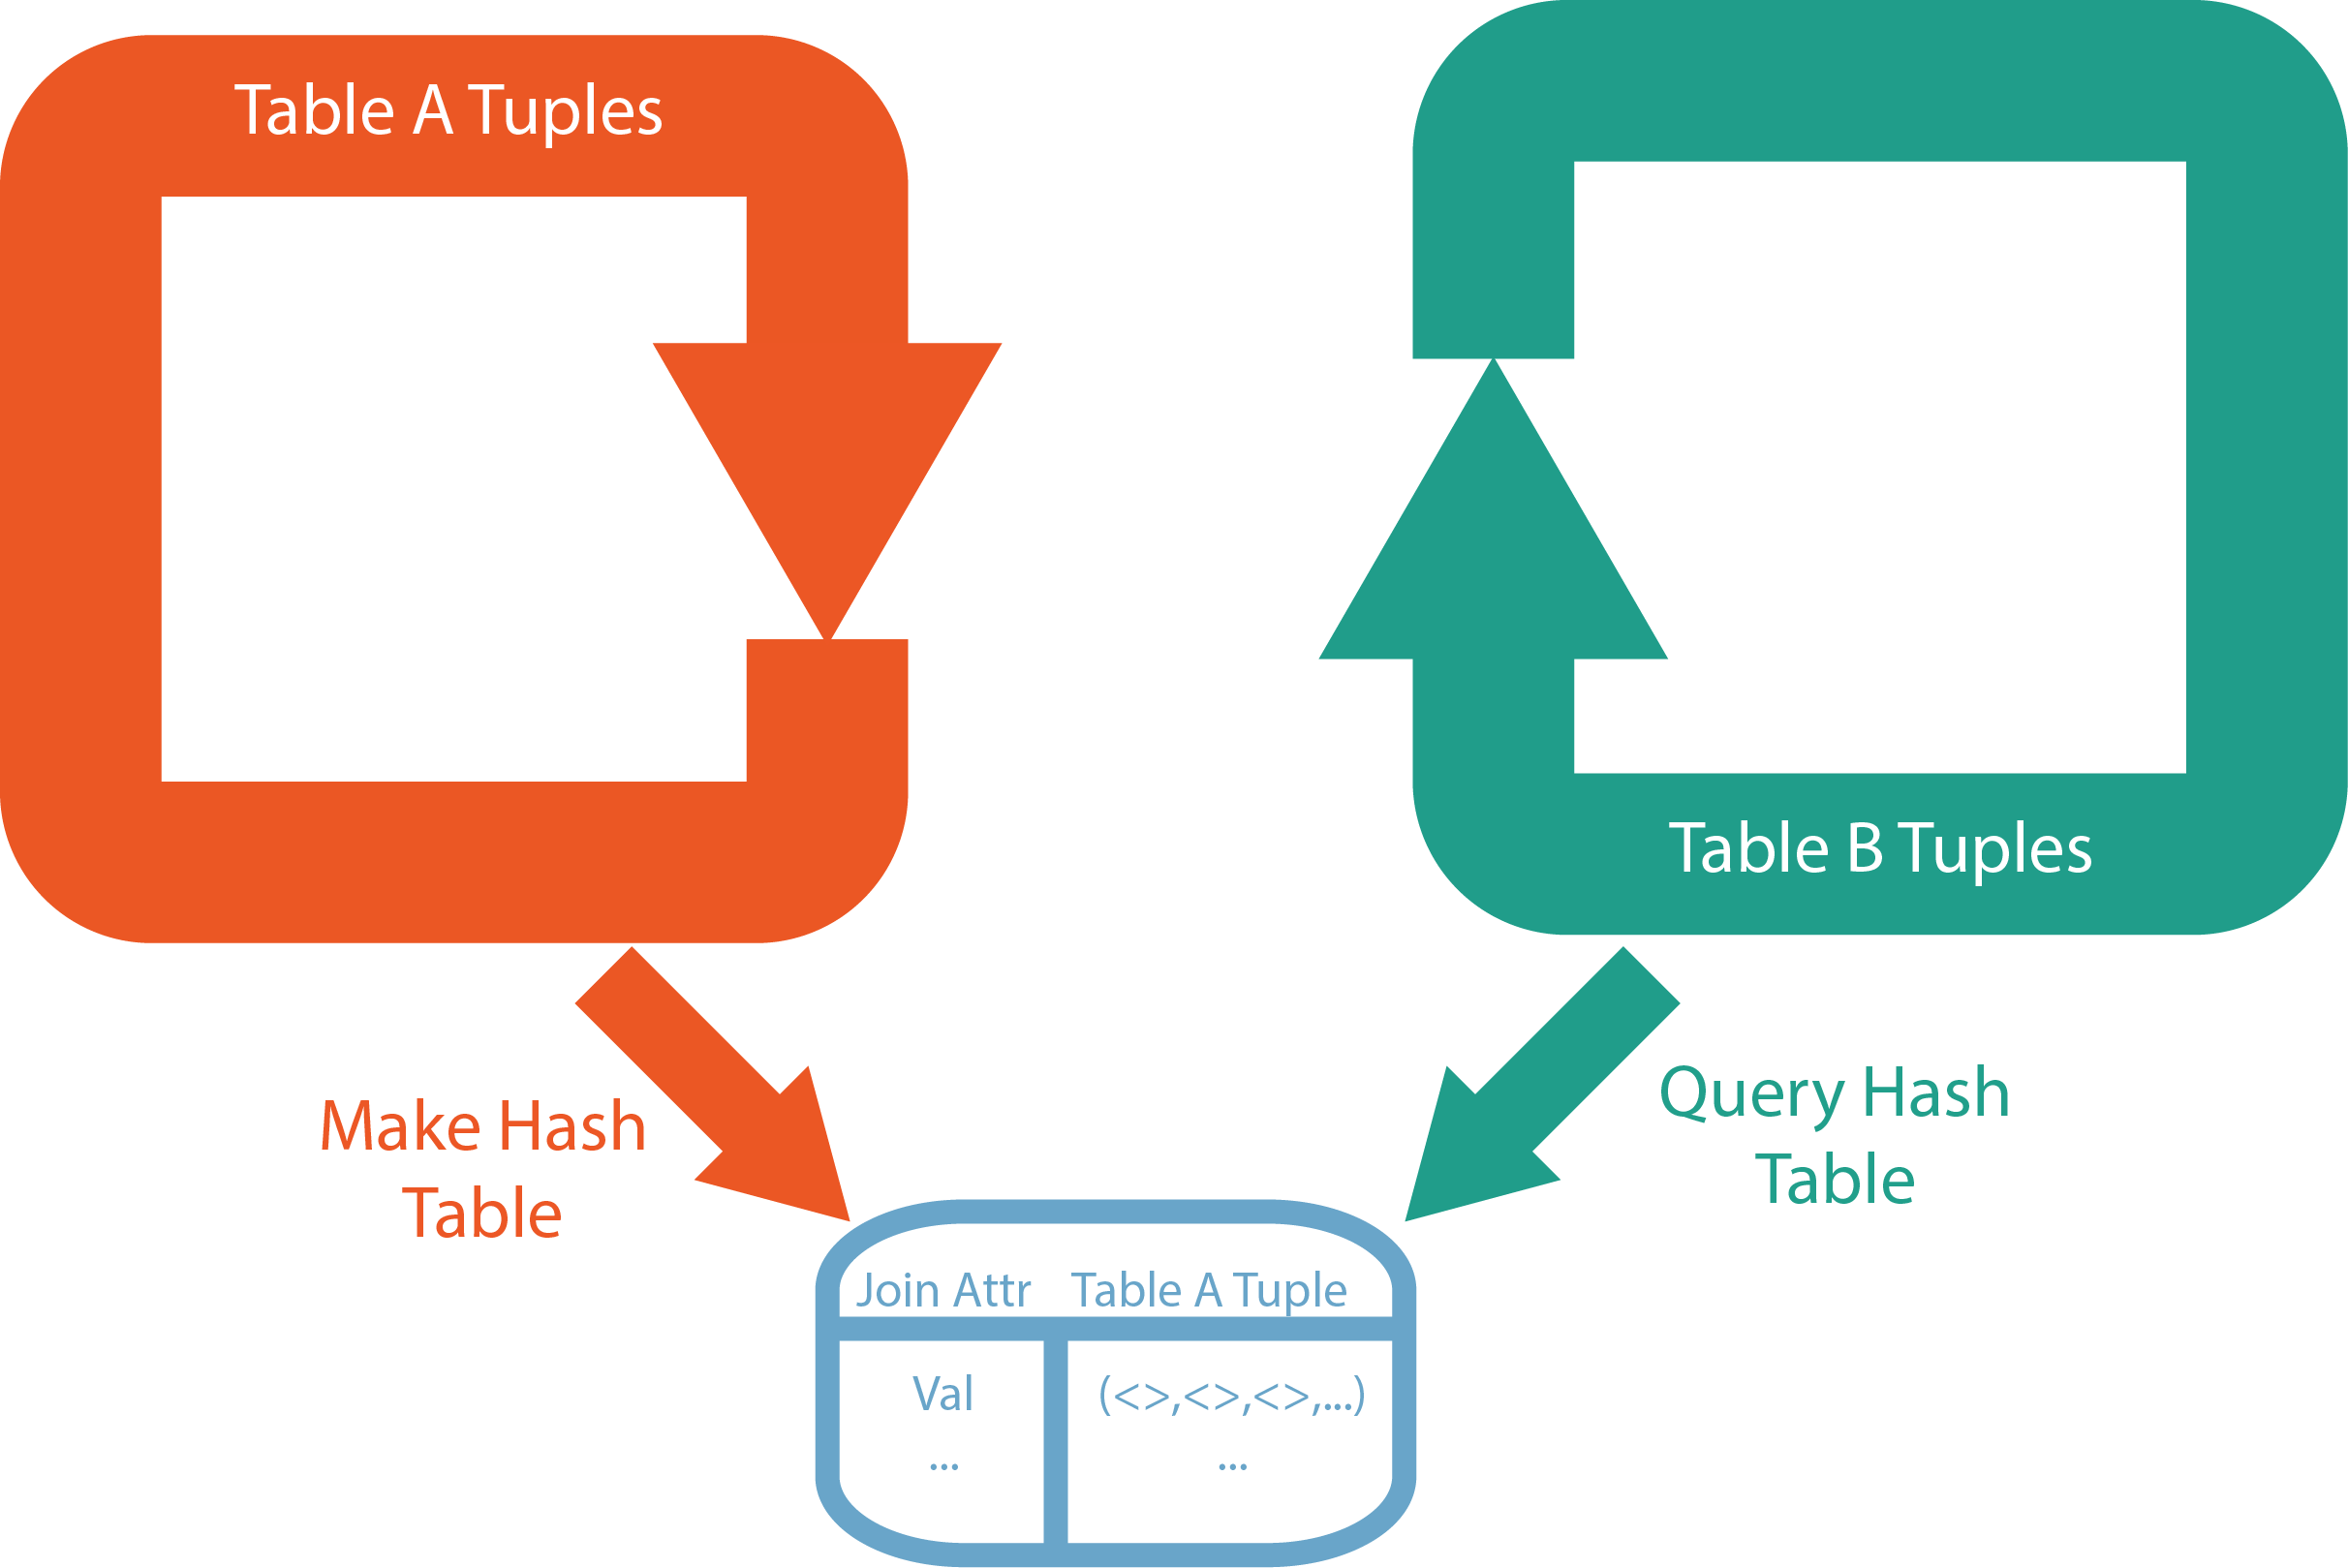 Table A Tuples
Table B Tuples
Make Hash
Table
Query Hash
Table
Join Attr Table A Tuple
Val (<>,<>,<>,...)
... ...